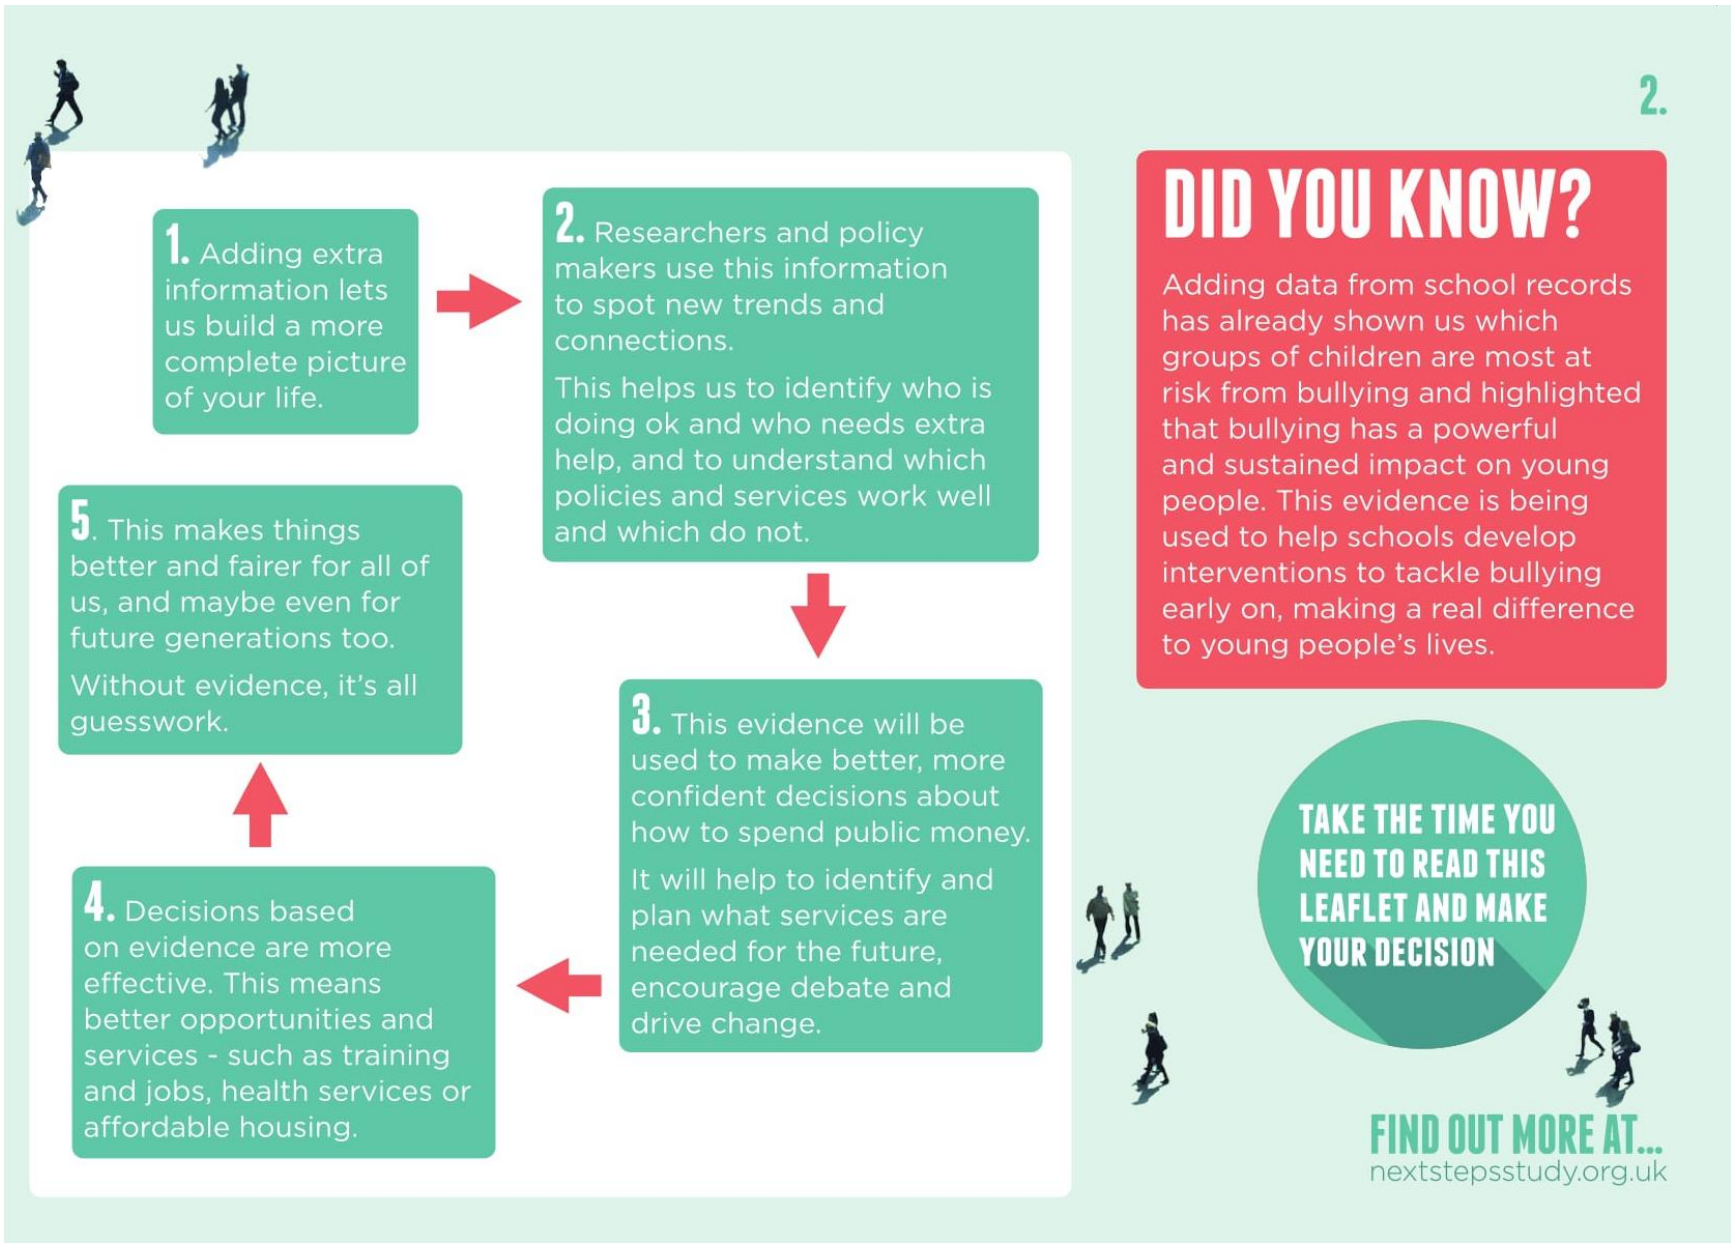 2.
1. Adding extra
information lets
us build a more
complete picture
of your life.
2. Researchers and policy
makers use this information
to spot new trends and
connections.
This helps us to identify who is
doing ok and who needs extra
help, and to understand which
policies and services work well
and which do not.
3. This evidence will be
used to make better, more
confident decisions about
how to spend public money.
It will help to identify and
plan what services are
needed for the future,
encourage debate and
drive change.
4. Decisions based
on evidence are more
effective. This means
better opportunities and
services - such as training
and jobs, health services or
affordable housing.
5. This makes things
better and fairer for all of
us, and maybe even for
future generations too.
Without evidence, it's all
guesswork.
DID YOU KNOW?
Adding data from school records
has already shown us which
groups of children are most at
risk from bullying and highlighted
that bullying has a powerful
and sustained impact on young
people. This evidence is being
used to help schools develop
interventions to tackle bullying
early on, making a real difference
to young people's lives.
TAKE THE TIME YOU
NEED TO READ THIS
LEAFLET AND MAKE
YOUR DECISION
FIND OUT MORE AT...
nextstepsstudy.org.uk